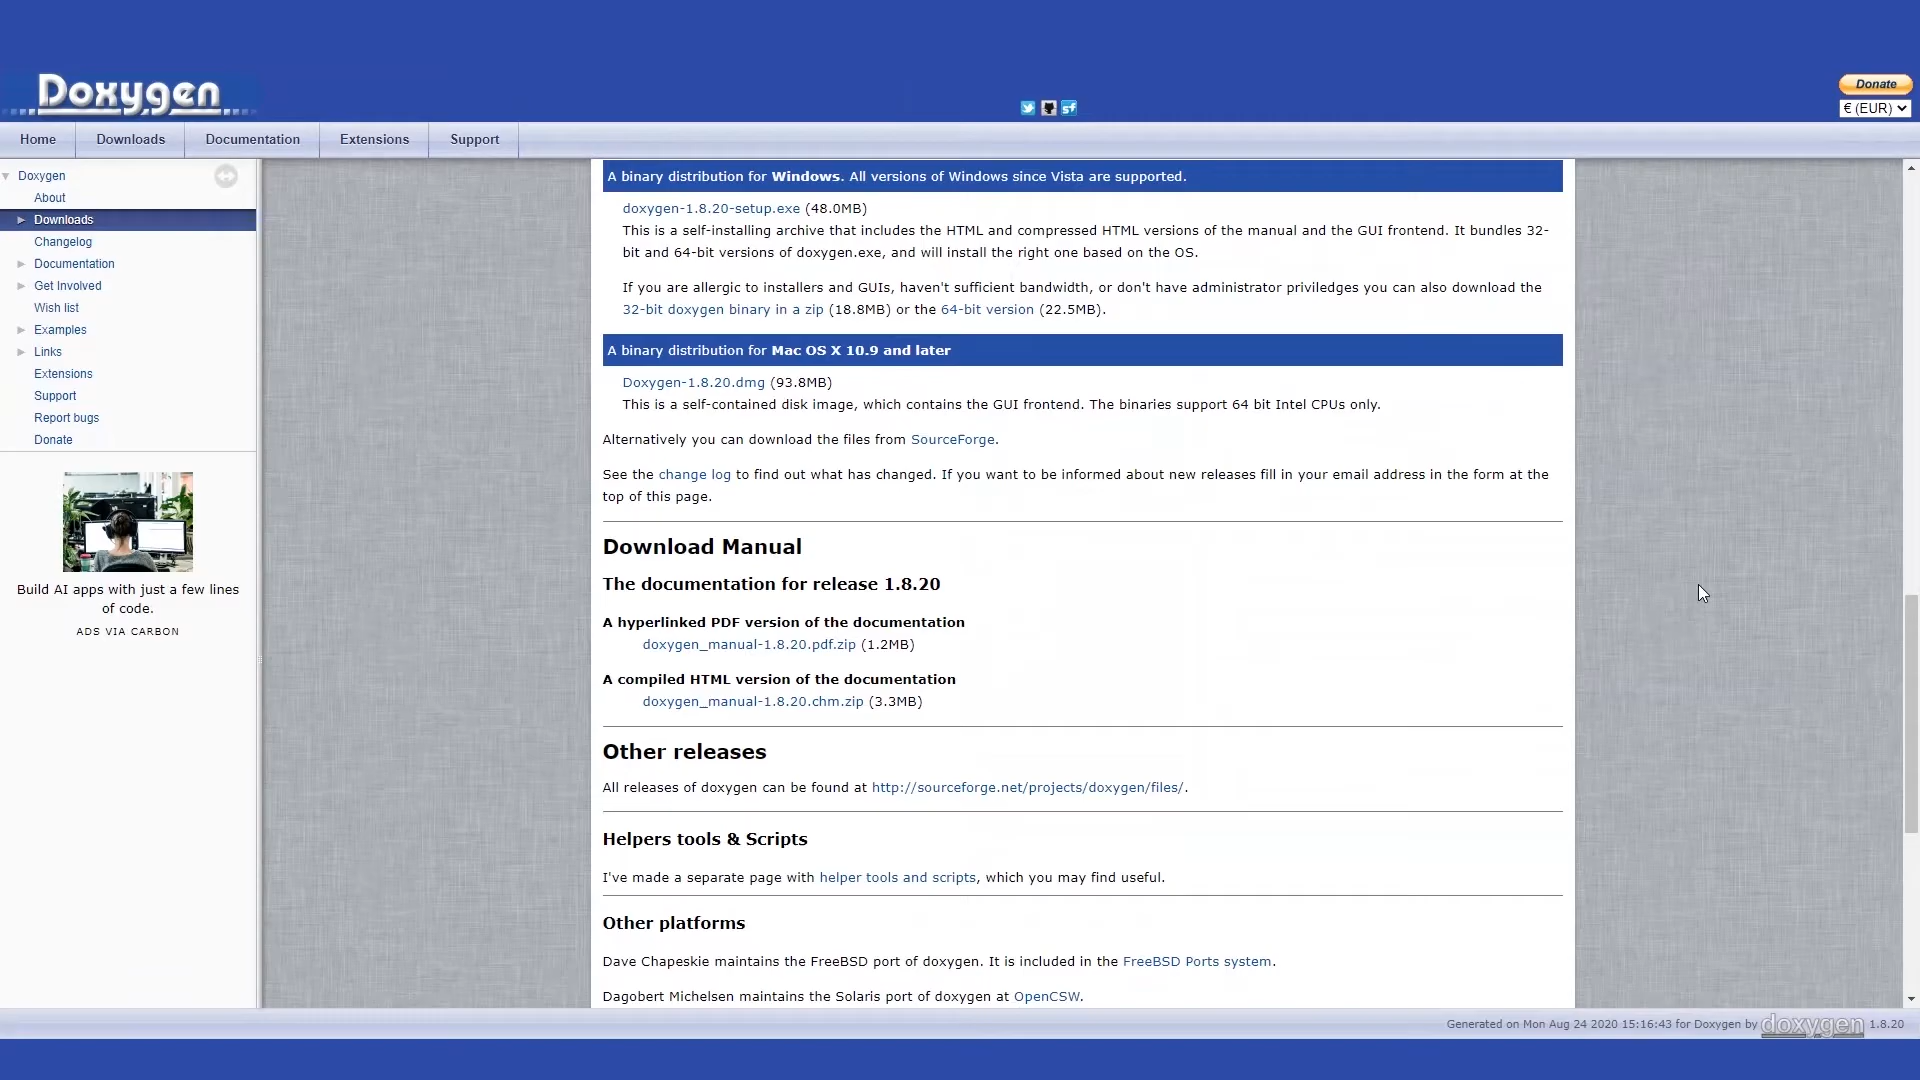 Doxygen
Donate
€ (EUR)
Home
Downloads
Documentation
Extensions
Support
Doxygen
About
Downloads
Changelog
Documentation
Get Involved
Wish list
Examples
Links
Extensions
Support
Report bugs
Donate
Build AI apps with just a few lines
of code.
ADS VIA CARBON
A binary distribution for Windows. All versions of Windows since Vista are supported.
doxygen-1.8.20-setup.exe (48.0MB)
This is a self-installing archive that includes the HTML and compressed HTML versions of the manual and the GUI frontend. It bundles 32-
bit and 64-bit versions of doxygen.exe, and will install the right one based on the OS.
If you are allergic to installers and GUIs, haven't sufficient bandwidth, or don't have administrator priviledges you can also download the
32-bit doxygen binary in a zip (18.8MB) or the 64-bit version (22.5MB).
A binary distribution for Mac OS X 10.9 and later
Doxygen-1.8.20.dmg (93.8MB)
This is a self-contained disk image, which contains the GUI frontend. The binaries support 64 bit Intel CPUs only.
Alternatively you can download the files from SourceForge.
See the change log to find out what has changed. If you want to be informed about new releases fill in your email address in the form at the
top of this page.
Download Manual
The documentation for release 1.8.20
A hyperlinked PDF version of the documentation
doxygen_manual-1.8.20.pdf.zip (1.2MB)
A compiled HTML version of the documentation
doxygen_manual-1.8.20.chm.zip (3.3MB)
Other releases
All releases of doxygen can be found at http://sourceforge.net/projects/doxygen/files/.
Helpers tools & Scripts
I've made a separate page with helper tools and scripts, which you may find useful.
Other platforms
Dave Chapeskie maintains the FreeBSD port of doxygen. It is included in the FreeBSD Ports system.
Dagobert Michelsen maintains the Solaris port of doxygen at OpenCSW.
Generated on Mon Aug 24 2020 15:16:43 for Doxygen by doxygen 1.8.20